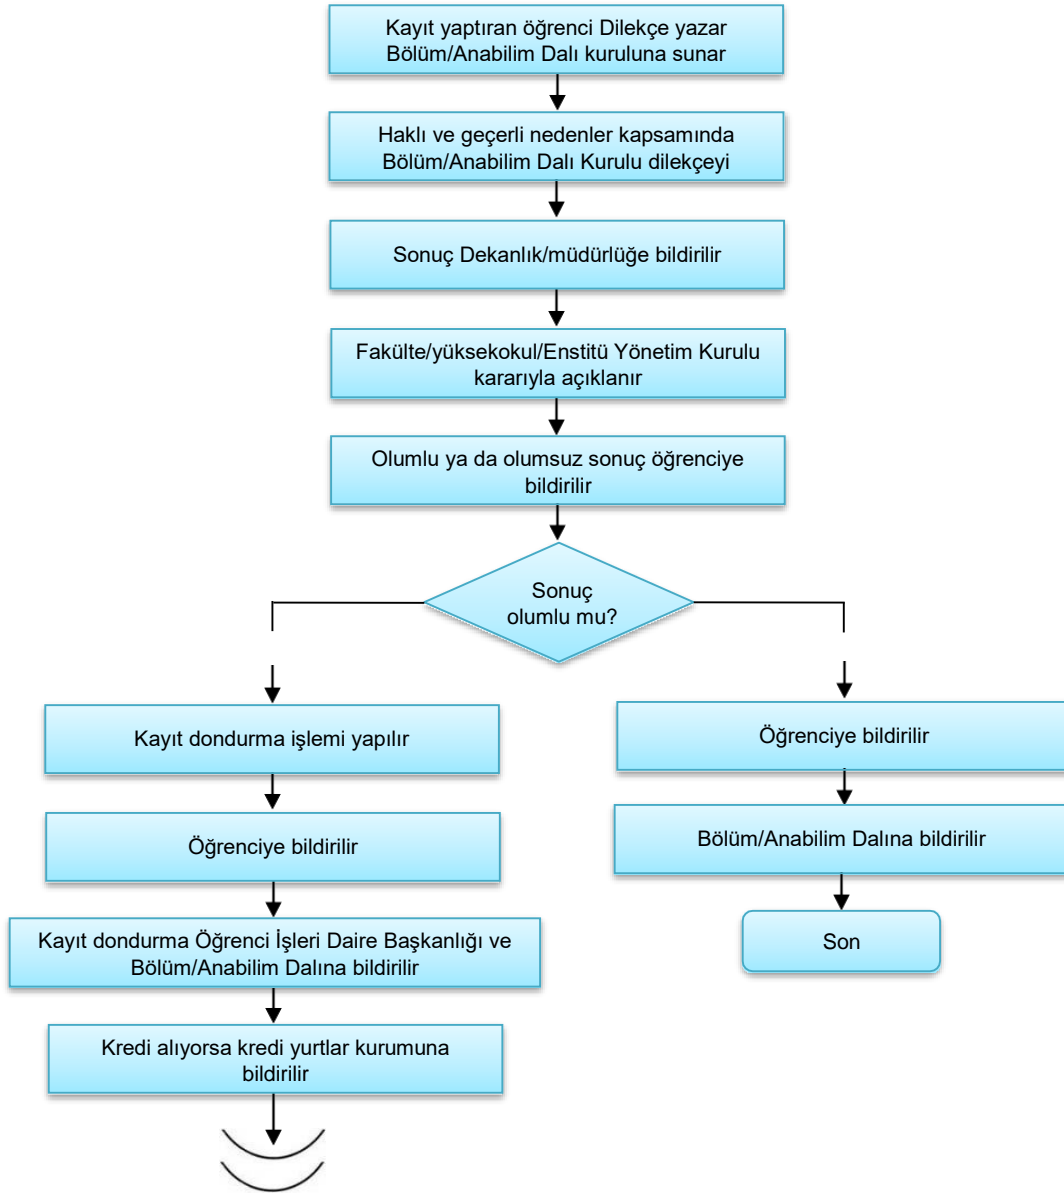 Kayıt yaptıran öğrenci Dilekçe yazar
Bölüm/Anabilim Dalı kuruluna sunar
Haklı ve geçerli nedenler kapsamında
Bölüm/Anabilim Dalı Kurulu dilekçeyi
Sonuç Dekanlık/müdürlüğe bildirilir
Fakülte/yüksekokul/Enstitü Yönetim Kurulu
kararıyla açıklanır
Olumlu ya da olumsuz sonuç öğrenciye
bildirilir
Sonuç
olumlu mu?
Kayıt dondurma işlemi yapılır
Öğrenciye bildirilir
Kayıt dondurma Öğrenci İşleri Daire Başkanlığı ve
Bölüm/Anabilim Dalına bildirilir
Kredi alıyorsa kredi yurtlar kurumuna
bildirilir
Öğrenciye bildirilir
Bölüm/Anabilim Dalına bildirilir
Son